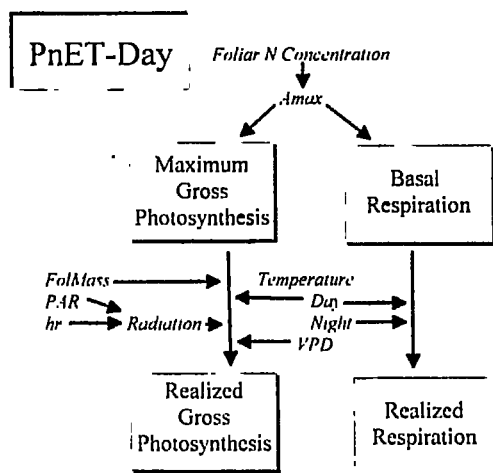 PnET-Day
Foliar N Concentration
Amax
Maximum
Gross
Photosynthesis
Basal
Respiration
FolMass
Temperature
PAR
Day
hr
Radiation
Night
VPD
Realized
Gross
Photosynthesis
Realized
Respiration